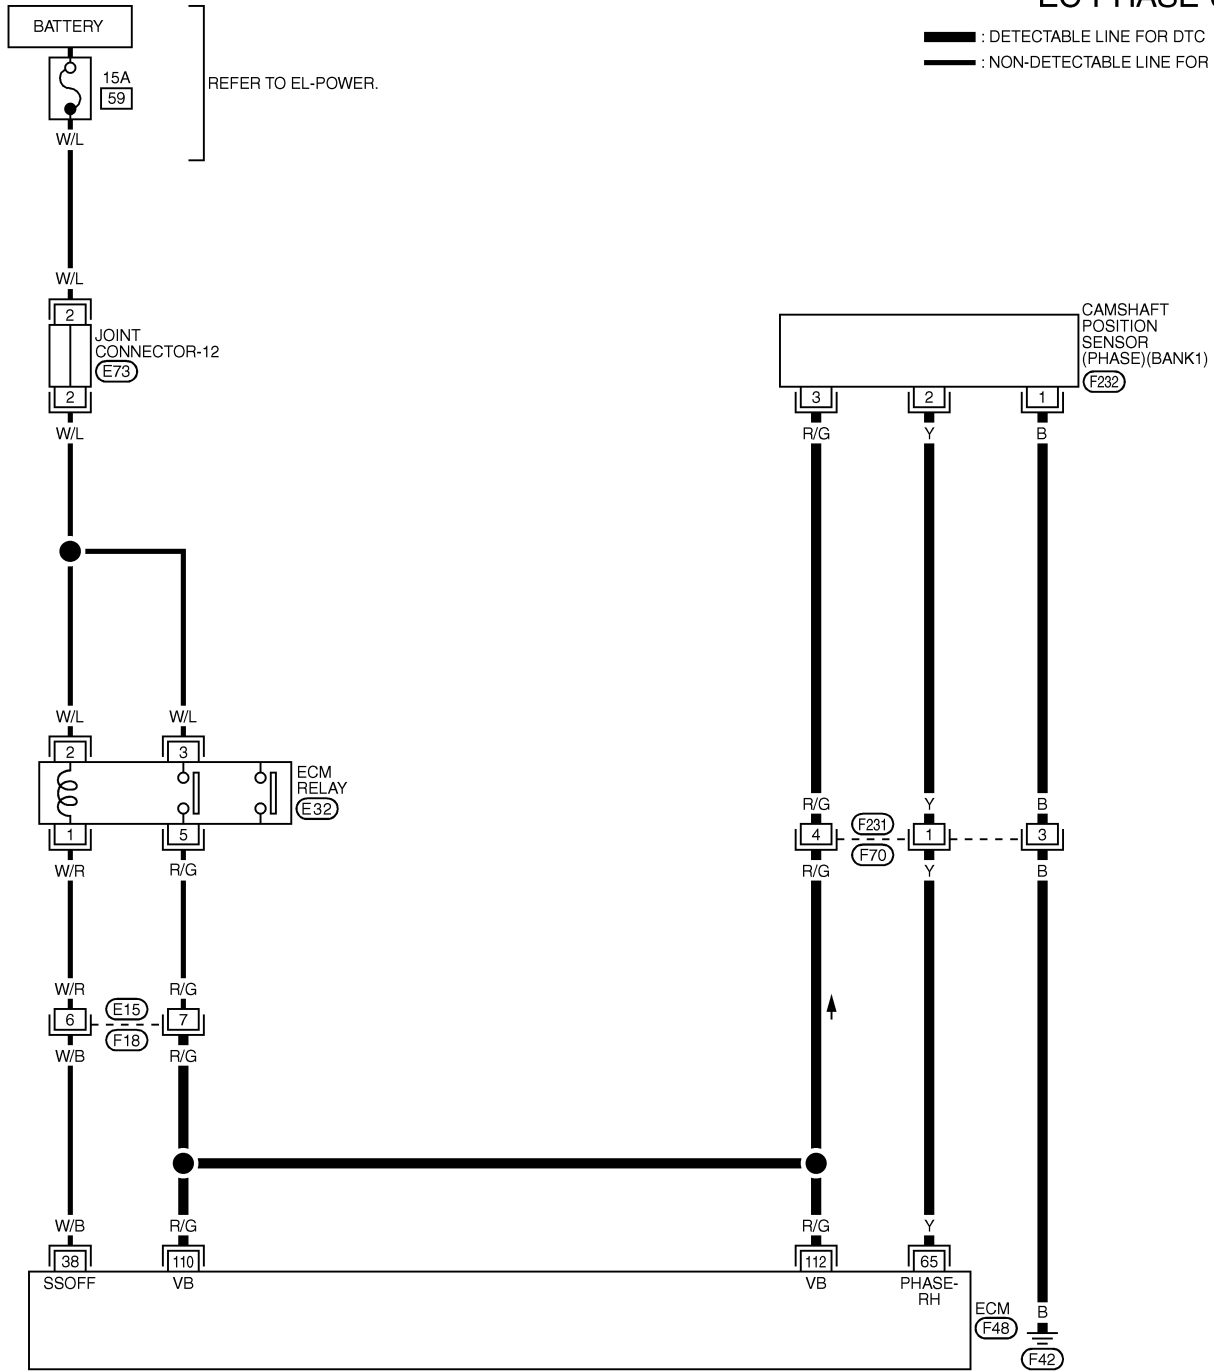 BATTERY
: DETECTABLE LINE FOR DTC
: NON-DETECTABLE LINE FOR
15A
59
REFER TO EL-POWER.
W/L
W/L
2
JOINT
CONNECTOR-12
E73
2
W/L
CAMSHAFT
POSITION
SENSOR
(PHASE)(BANK1)
F232
3 2 1
R/G Y B
W/L W/L
2 3
ECM
RELAY
E32
1 5
W/R R/G
R/G Y B
4 F231 1 3
F70
R/G Y B
W/R R/G
6 E15 7
F18
W/B R/G
W/B R/G R/G Y
38 110 112 65
SSOFF VB VB PHASE-
RH
ECM
F48
B
F42